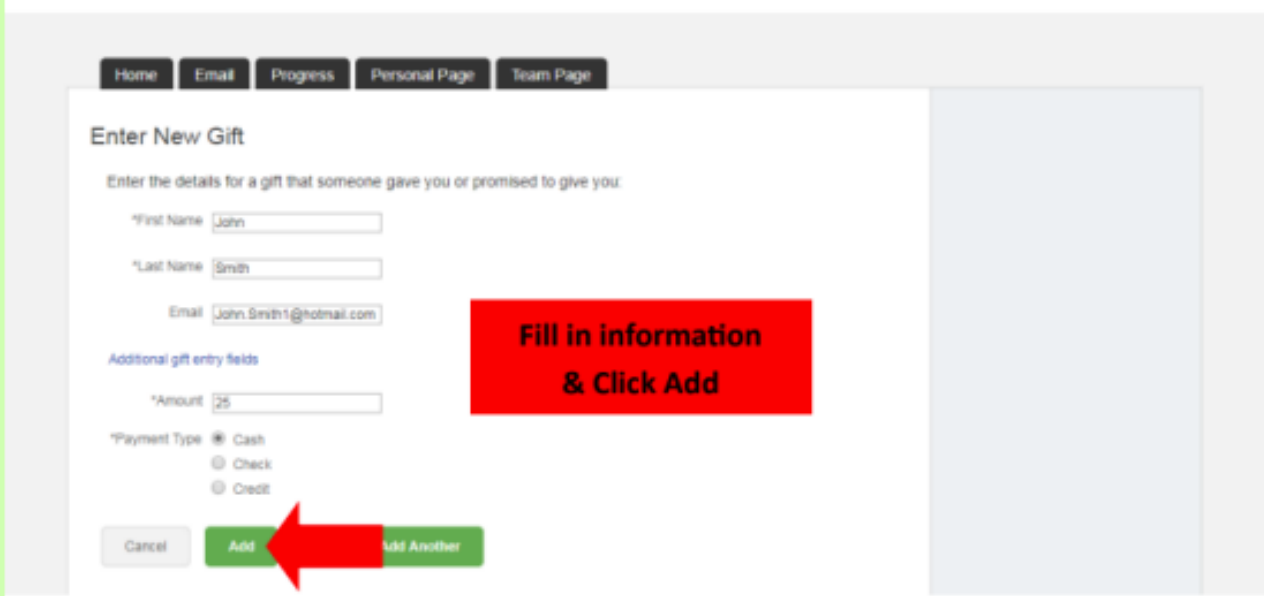 Home Email Progress Personal Page Team Page
Enter New Gift
Enter the details for a gift that someone gave you or promised to give you:
*First Name John
*Last Name Smith
Email John.Smith1@hotmail.com
Fill in information
& Click Add
Additional gift entry fields
*Amount 25
*Payment Type Cash
Check
Credit
Cancel Add Add Another